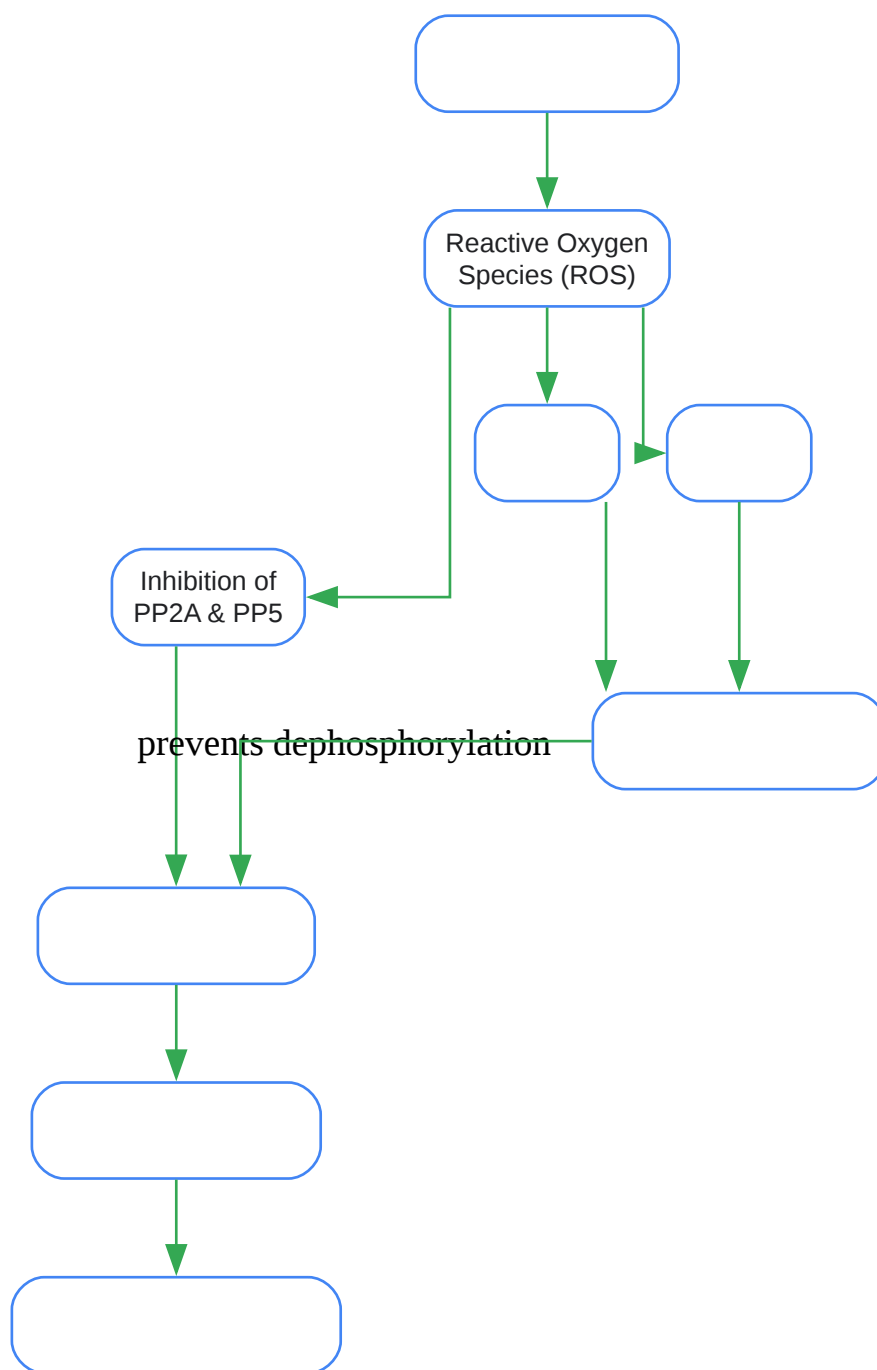 Reactive Oxygen
Species (ROS)
Inhibition of
PP2A & PP5
prevents dephosphorylation